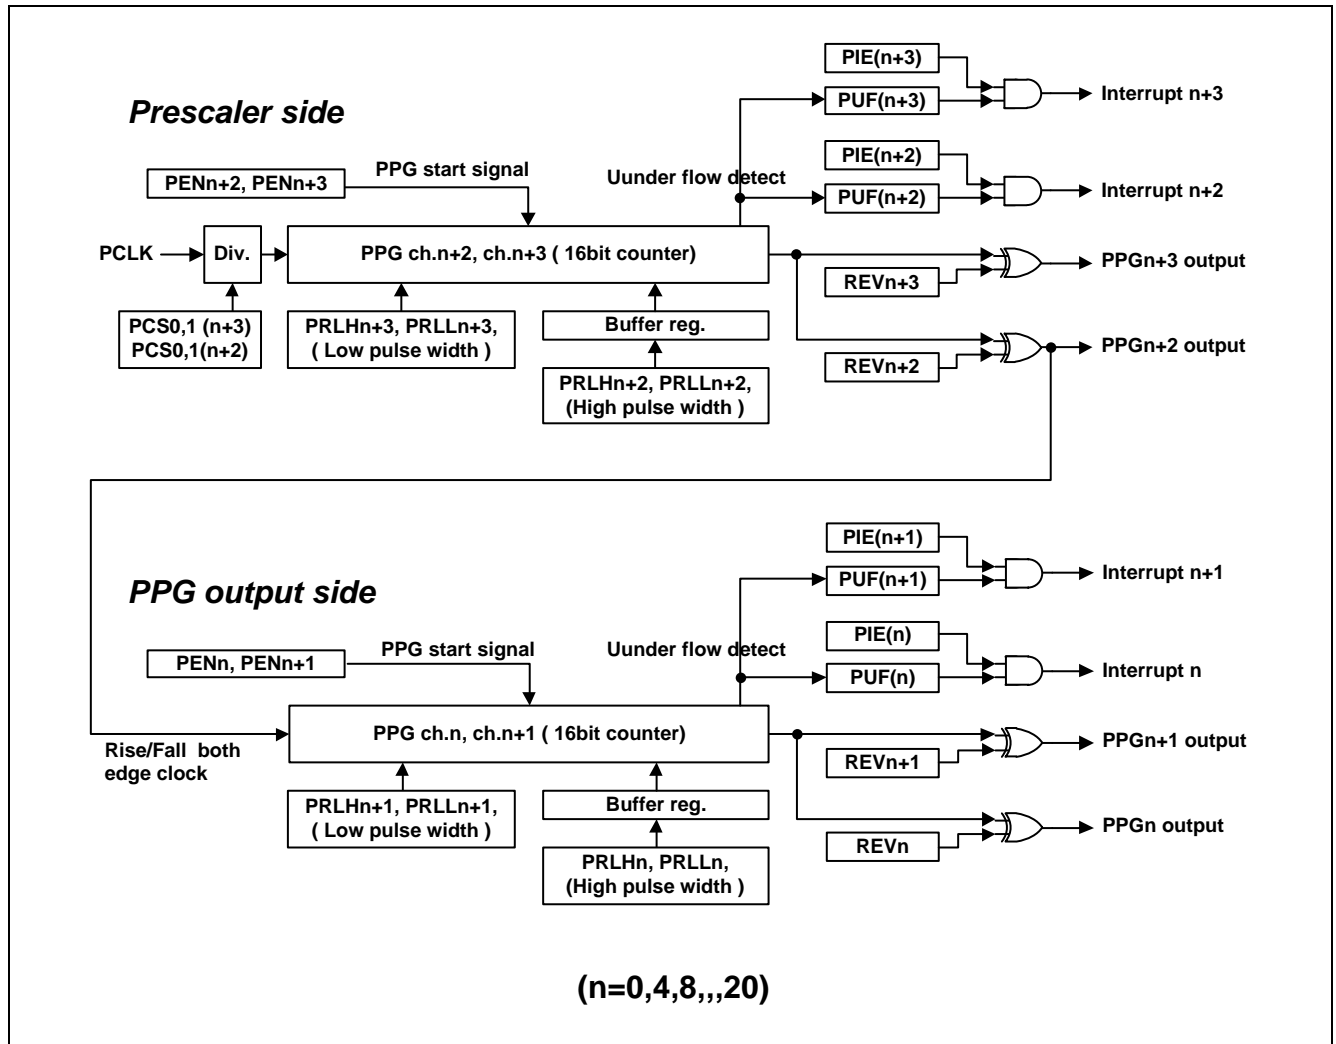 Prescaler side
PENn+2, PENn+3
PPG start signal
Uunder flow detect
PIE(n+3)
PUF(n+3)
Interrupt n+3
PIE(n+2)
PUF(n+2)
Interrupt n+2
PCLK
Div.
PPG ch.n+2, ch.n+3 ( 16bit counter)
REVn+3
PPGn+3 output
PCS0,1 (n+3)
PCS0,1(n+2)
PRLHn+3, PRLLn+3,
( Low pulse width )
Buffer reg.
PRLHn+2, PRLLn+2,
(High pulse width )
REVn+2
PPGn+2 output
PPG output side
PENn, PENn+1
PPG start signal
Uunder flow detect
PIE(n+1)
PUF(n+1)
Interrupt n+1
PIE(n)
PUF(n)
Interrupt n
Rise/Fall both
edge clock
PPG ch.n, ch.n+1 ( 16bit counter)
REVn+1
PPGn+1 output
PRLHn+1, PRLLn+1,
( Low pulse width )
Buffer reg.
PRLHn, PRLLn,
(High pulse width )
REVn
PPGn output
(n=0,4,8,,,20)